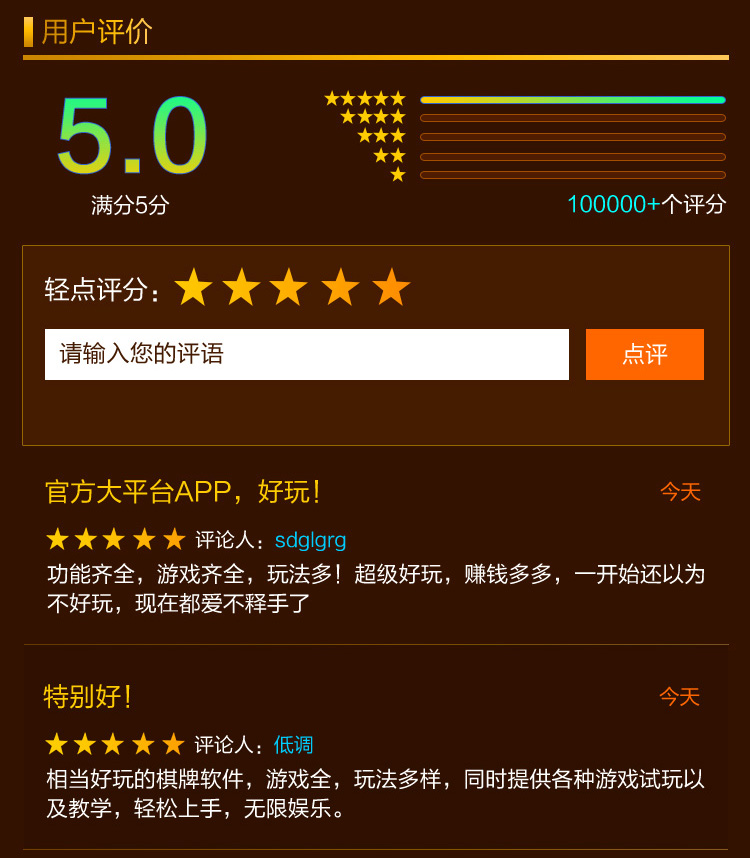 用户评价
5.0
满分5分
100000+个评分
轻点评分：
请输入您的评语
点评
官方大平台APP，好玩！
今天
评论人：sdglgrg
功能齐全，游戏齐全，玩法多！超级好玩，赚钱多多，一开始还以为
不好玩，现在都爱不释手了
特别好！
今天
评论人：低调
相当好玩的棋牌软件，游戏全，玩法多样，同时提供各种游戏试玩以
及教学，轻松上手，无限娱乐。